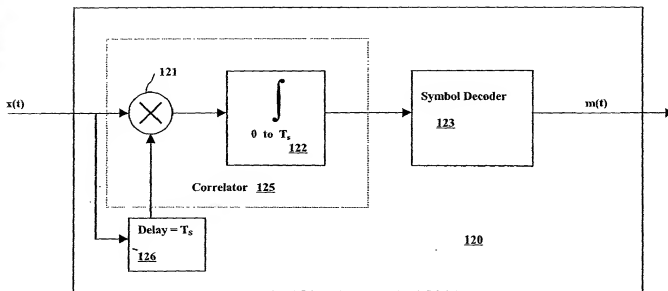 121
x(t)
∫
0 to Ts
122
Symbol Decoder
123
m(t)
Correlator 125
Delay = Ts
126
120